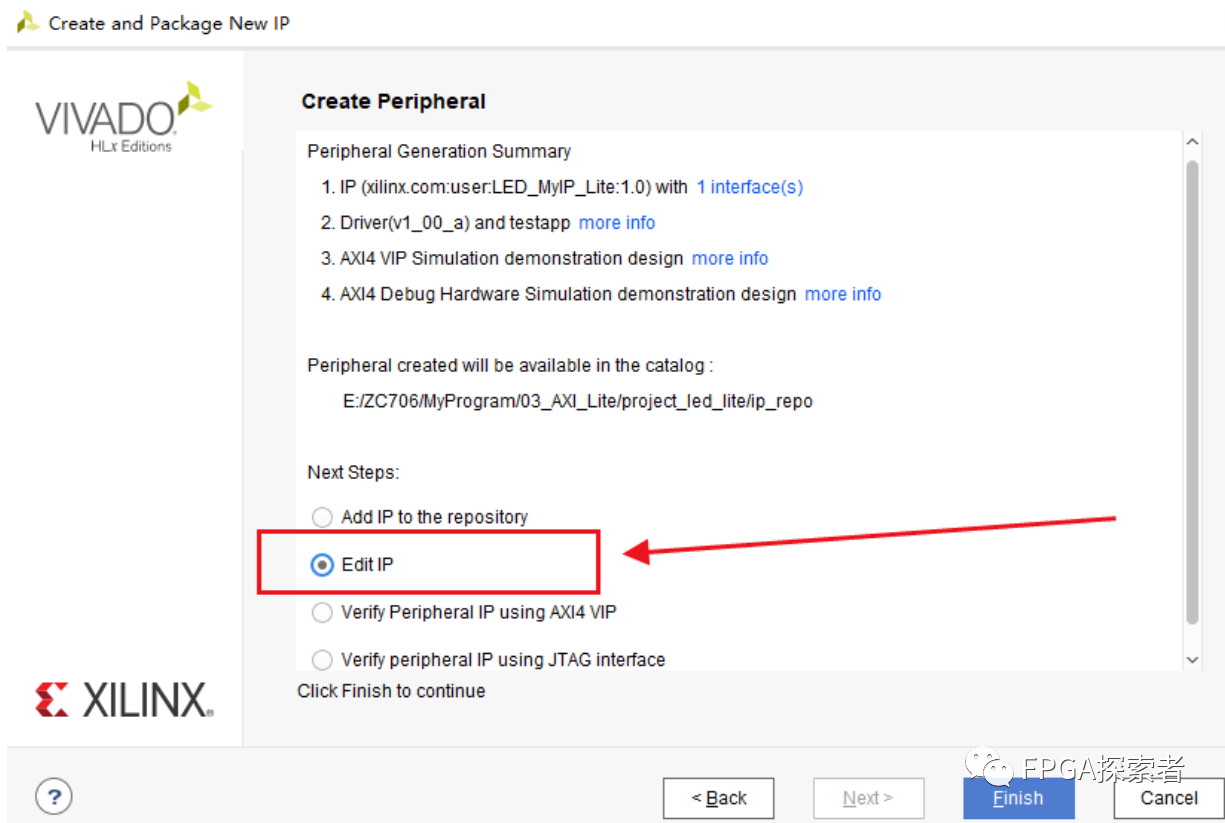 Create and Package New IP
VIVADO
HLx Editions
Create Peripheral
Peripheral Generation Summary
1. IP (xilinx.com:user:LED_MyIP_Lite:1.0) with 1 interface(s)
2. Driver(v1_00_a) and testapp more info
3. AXI4 VIP Simulation demonstration design more info
4. AXI4 Debug Hardware Simulation demonstration design more info
Peripheral created will be available in the catalog :
E:/ZC706/MyProgram/03_AXI_Lite/project_led_lite/ip_repo
Next Steps:
Add IP to the repository
Edit IP
Verify Peripheral IP using AXI4 VIP
Verify peripheral IP using JTAG interface
Click Finish to continue
XILINX
FPGA探索者
?
< Back
Next >
Finish
Cancel